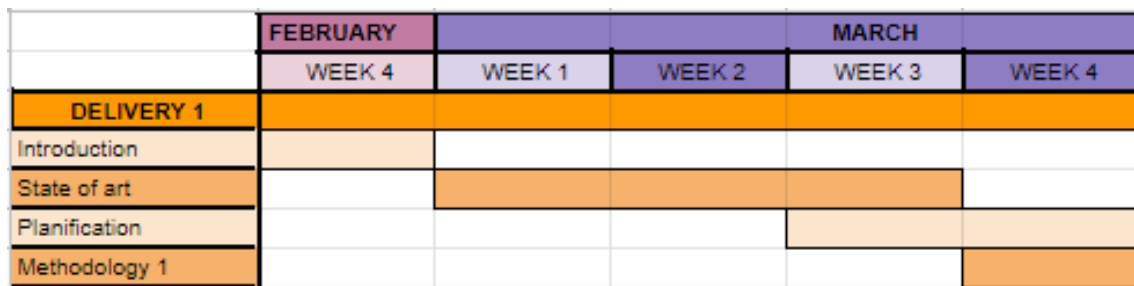 FEBRUARY MARCH
WEEK 4 WEEK 1 WEEK 2 WEEK 3 WEEK 4
DELIVERY 1
Introduction
State of art
Planification
Methodology 1